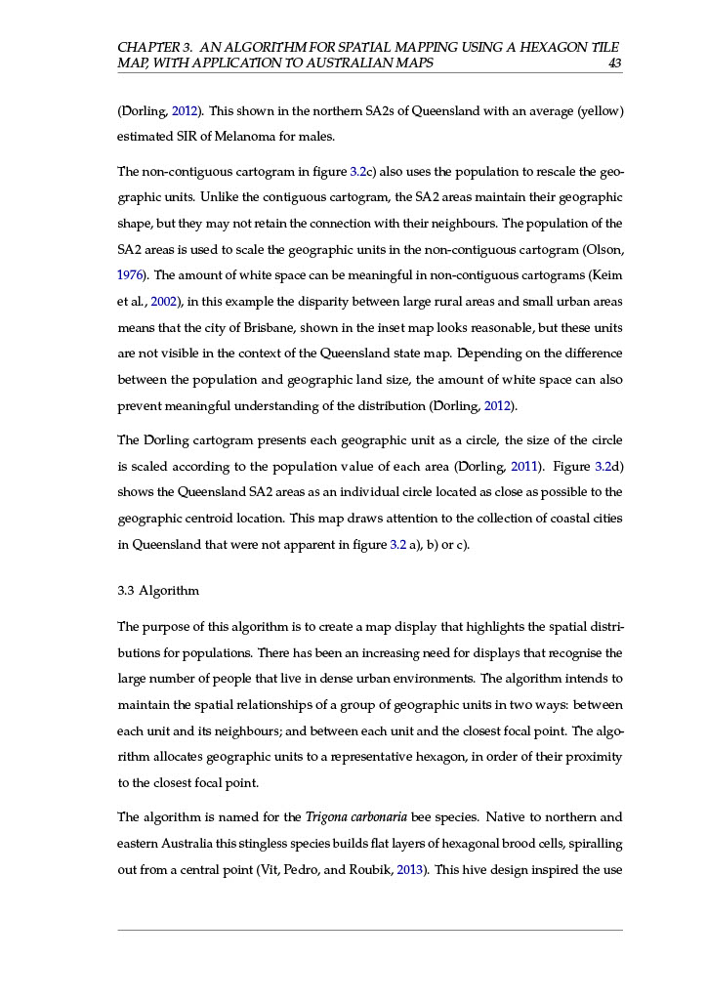 CHAPTER 3. AN ALGORITHM FOR SPATIAL MAPPING USING A HEXAGON TILE
MAP, WITH APPLICATION TO AUSTRALIAN MAPS 43
(Dorling, 2012). This shown in the northern SA2s of Queensland with an average (yellow)
estimated SIR of Melanoma for males.
The non-contiguous cartogram in figure 3.2c) also uses the population to rescale the geo-
graphic units. Unlike the contiguous cartogram, the SA2 areas maintain their geographic
shape, but they may not retain the connection with their neighbours. The population of the
SA2 areas is used to scale the geographic units in the non-contiguous cartogram (Olson,
1976). The amount of white space can be meaningful in non-contiguous cartograms (Keim
et al., 2002), in this example the disparity between large rural areas and small urban areas
means that the city of Brisbane, shown in the inset map looks reasonable, but these units
are not visible in the context of the Queensland state map. Depending on the difference
between the population and geographic land size, the amount of white space can also
prevent meaningful understanding of the distribution (Dorling, 2012).
The Dorling cartogram presents each geographic unit as a circle, the size of the circle
is scaled according to the population value of each area (Dorling, 2011). Figure 3.2d)
shows the Queensland SA2 areas as an individual circle located as close as possible to the
geographic centroid location. This map draws attention to the collection of coastal cities
in Queensland that were not apparent in figure 3.2 a), b) or c).
3.3 Algorithm
The purpose of this algorithm is to create a map display that highlights the spatial distri-
butions for populations. There has been an increasing need for displays that recognise the
large number of people that live in dense urban environments. The algorithm intends to
maintain the spatial relationships of a group of geographic units in two ways: between
each unit and its neighbours; and between each unit and the closest focal point. The algo-
rithm allocates geographic units to a representative hexagon, in order of their proximity
to the closest focal point.
The algorithm is named for the Trigona carbonaria bee species. Native to northern and
eastern Australia this stingless species builds flat layers of hexagonal brood cells, spiralling
out from a central point (Vit, Pedro, and Roubik, 2013). This hive design inspired the use